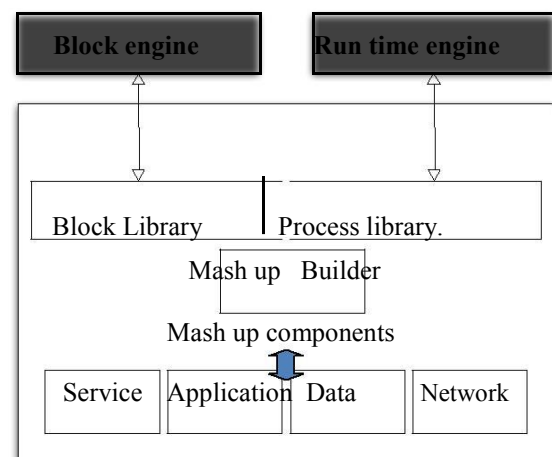 Block engine Run time engine
Block Library Process library.
Mash up Builder
Mash up components
Service Application Data Network